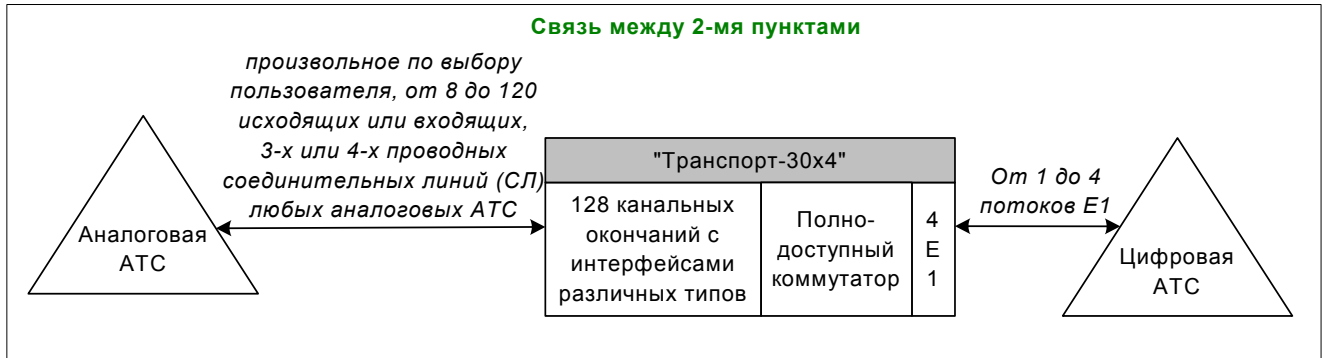 Связь между 2-мя пунктами
произвольное по выбору
пользователя, от 8 до 120
исходящих или входящих,
3-х или 4-х проводных
соединительных линий (СЛ)
любых аналоговых АТС
Аналоговая
АТС
"Транспорт-30х4"
128 канальных
окончаний с
интерфейсами
различных типов
Полно-
доступный
коммутатор
4
Е
1
От 1 до 4
потоков Е1
Цифровая
АТС